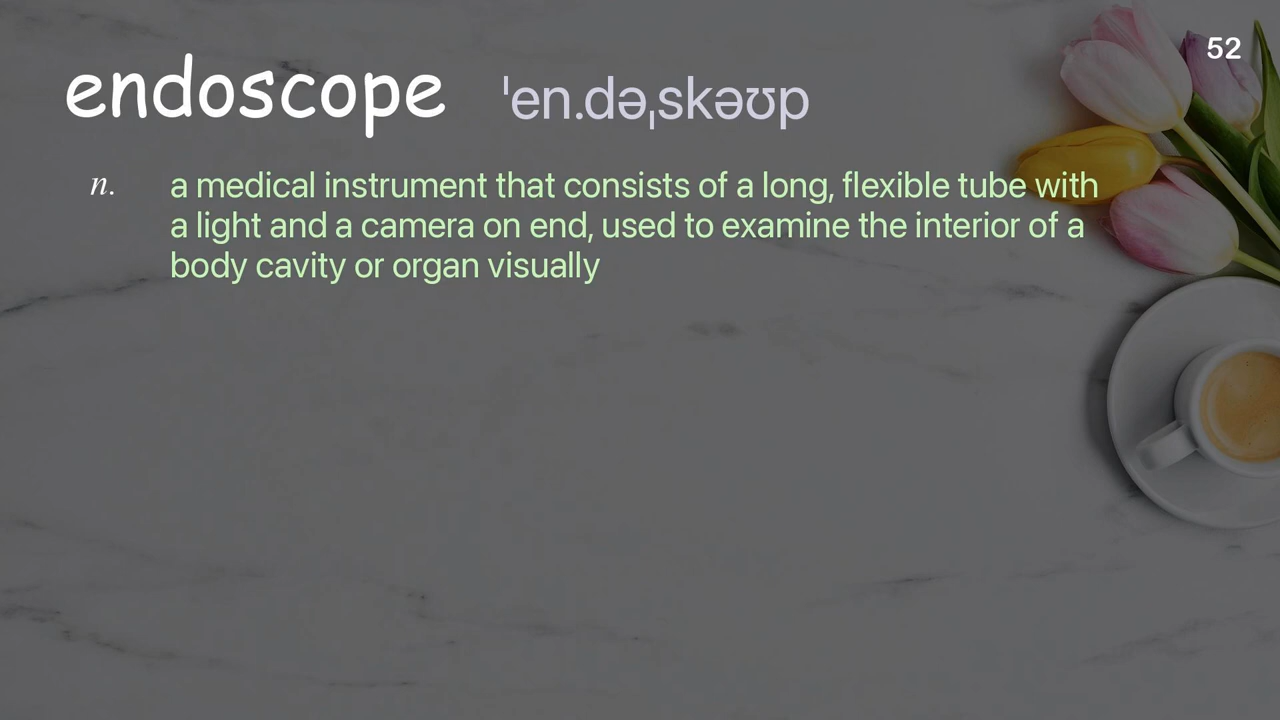 52
endoscope ˈen.dəˌskəʊp
n. a medical instrument that consists of a long, flexible tube with
a light and a camera on end, used to examine the interior of a
body cavity or organ visually